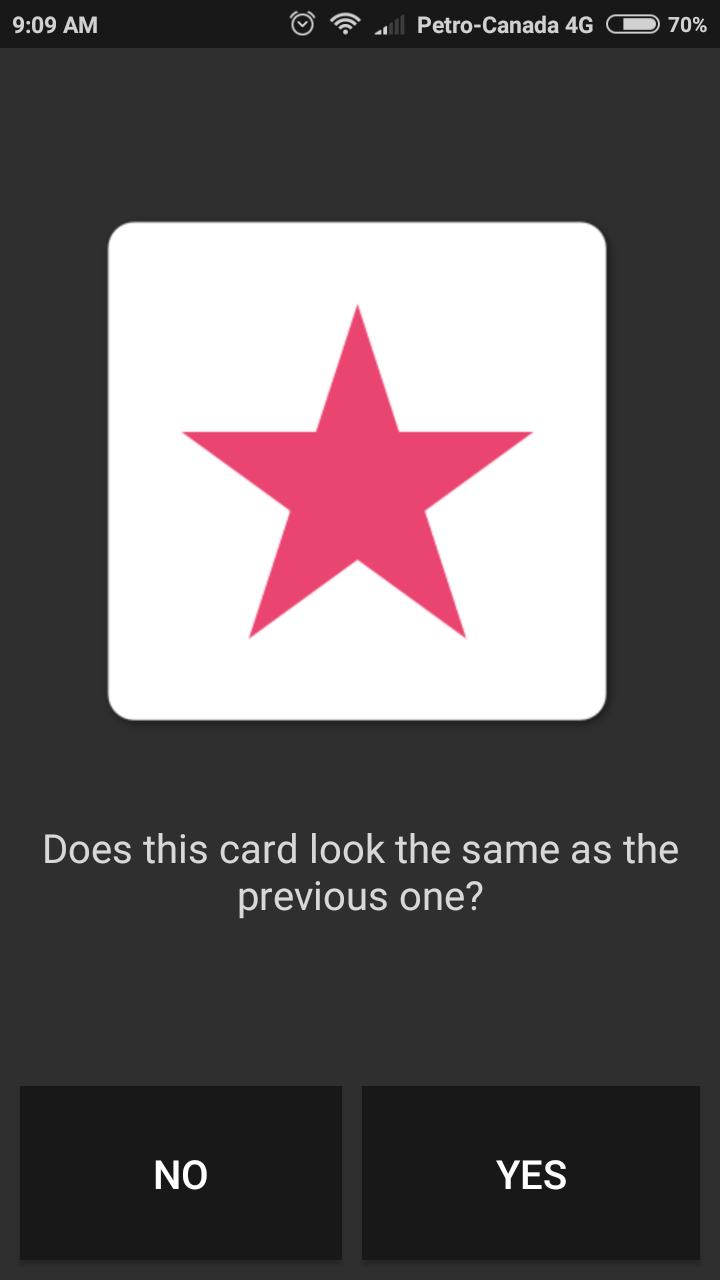 9:09 AM Petro-Canada 4G 70%
Does this card look the same as the
previous one?
NO YES